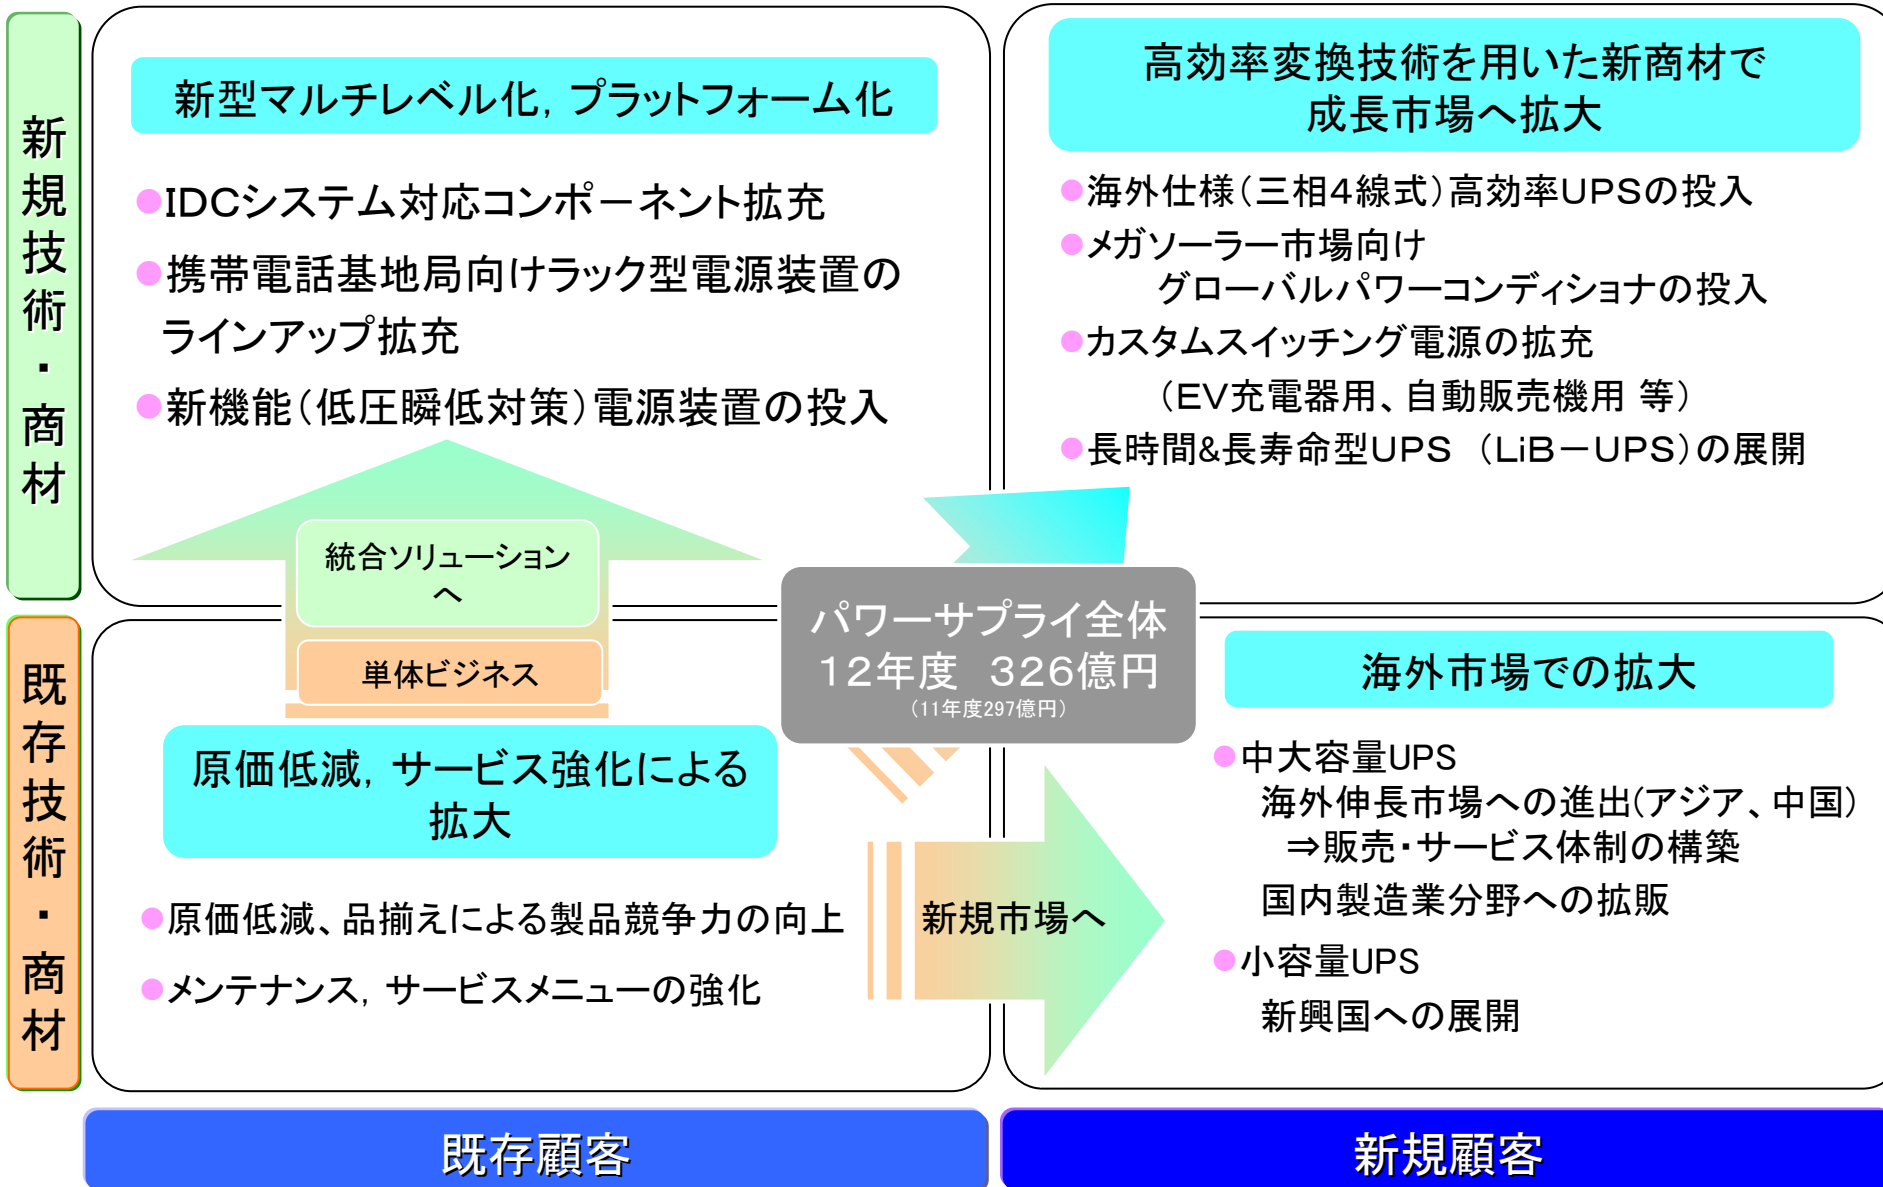 新規技術・商材
新型マルチレベル化，プラットフォーム化
●IDCシステム対応コンポーネント拡充
●携帯電話基地局向けラック型電源装置の
ラインアップ拡充
●新機能（低圧瞬低対策）電源装置の投入
高効率変換技術を用いた新商材で
成長市場へ拡大
●海外仕様（三相4線式）高効率UPSの投入
●メガソーラー市場向け
グローバルパワーコンディショナの投入
●カスタムスイッチング電源の拡充
（EV充電器用、自動販売機用 等）
●長時間&長寿命型UPS （LiB－UPS）の展開
統合ソリューション
へ
単体ビジネス
パワーサプライ全体
12年度　326億円
（11年度297億円）
既存技術・商材
原価低減，サービス強化による
拡大
●原価低減、品揃えによる製品競争力の向上
●メンテナンス，サービスメニューの強化
新規市場へ
海外市場での拡大
●中大容量UPS
海外伸長市場への進出(アジア、中国)
⇒販売・サービス体制の構築
国内製造業分野への拡販
●小容量UPS
新興国への展開
既存顧客
新規顧客